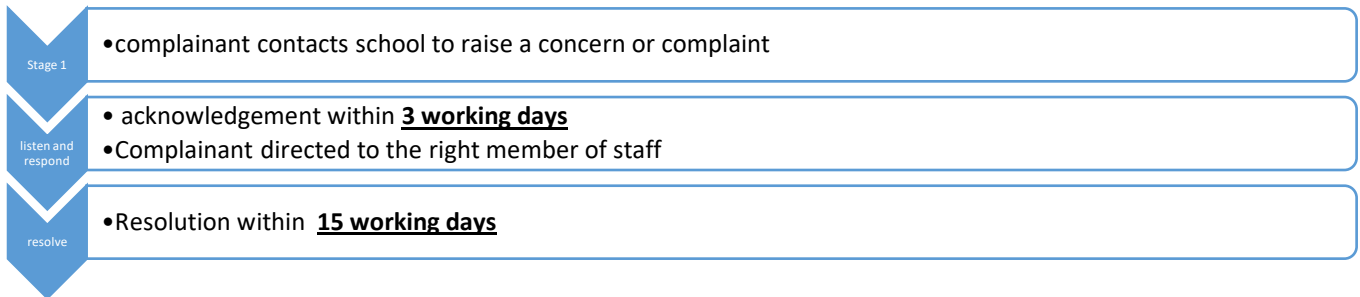 Stage 1
•complainant contacts school to raise a concern or complaint
listen and
respond
• acknowledgement within 3 working days
•Complainant directed to the right member of staff
resolve
•Resolution within 15 working days